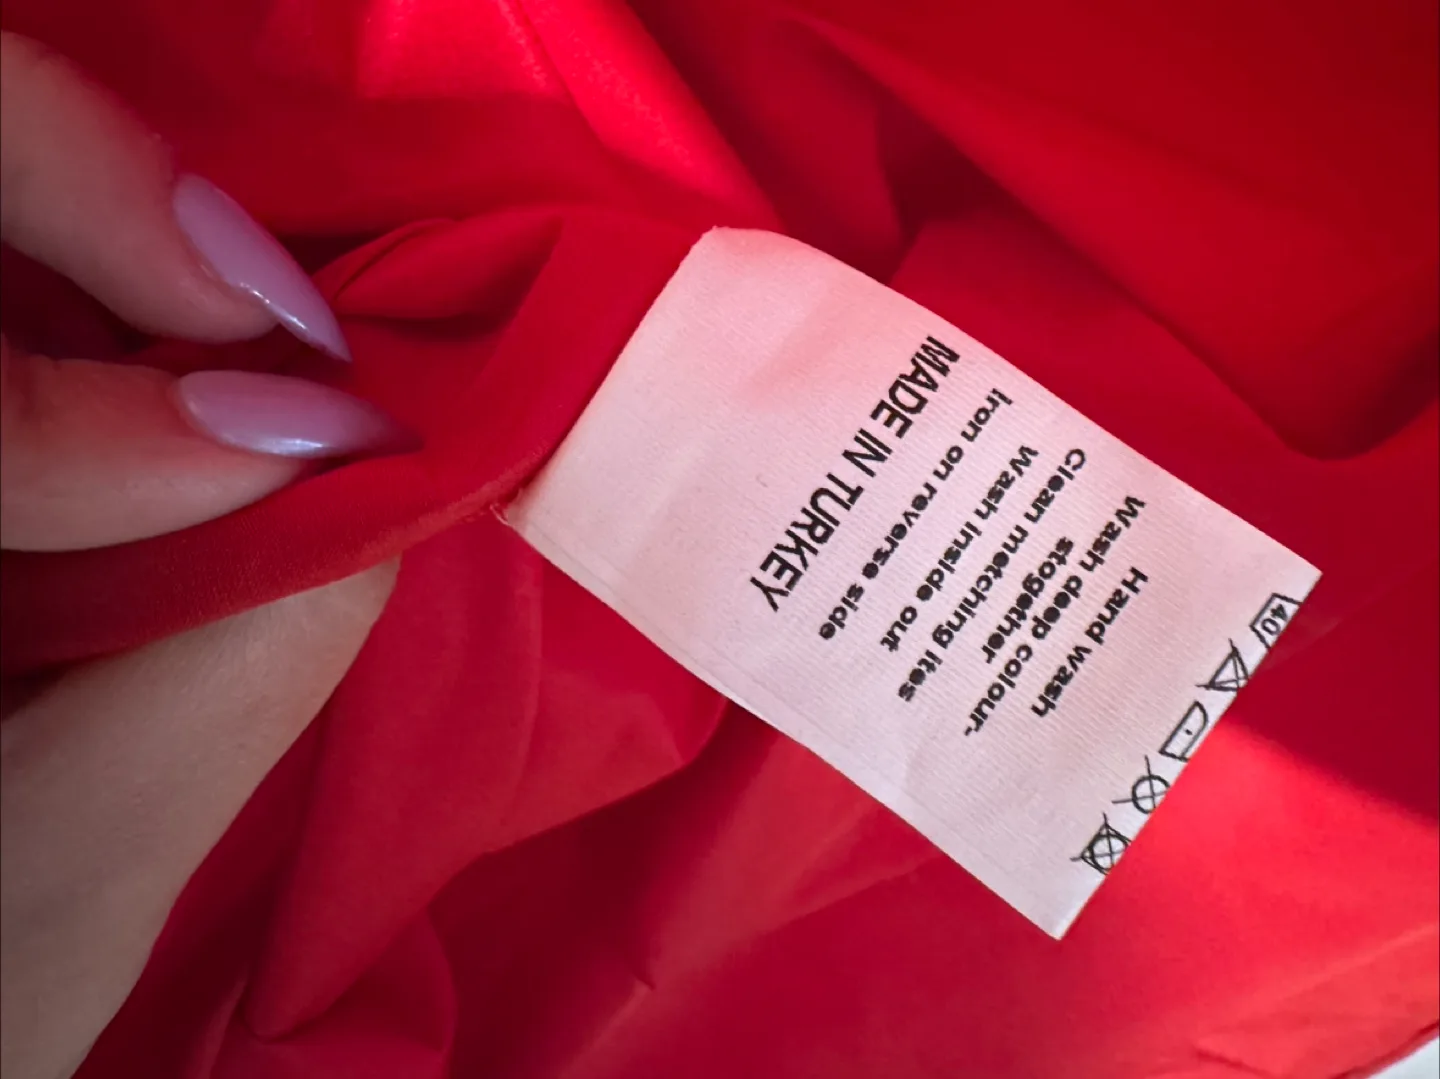 40
Hand wash
Wash deep colour-
stogether
Clean metching ites
Wash inside out
Iron on reverse side
MADE IN TURKEY